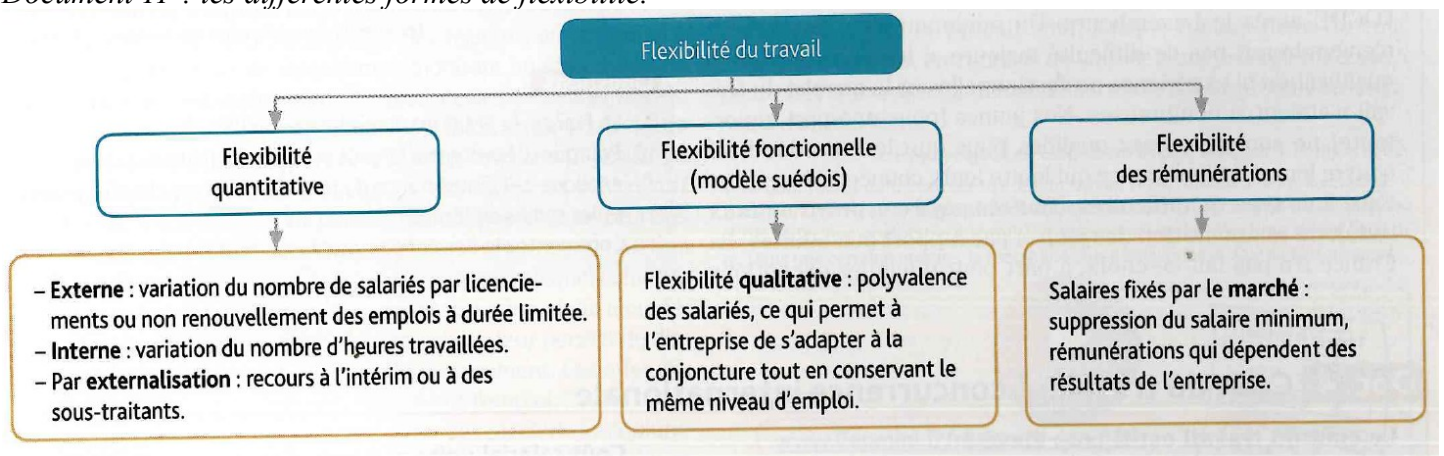 Document 11 : les différentes formes de flexibilité.
Flexibilité du travail
Flexibilité
quantitative
Flexibilité fonctionnelle
(modèle suédois)
Flexibilité
des rémunérations
– Externe : variation du nombre de salariés par licencie-
ments ou non renouvellement des emplois à durée limitée.
– Interne : variation du nombre d'heures travaillées.
– Par externalisation : recours à l'intérim ou à des
sous-traitants.
Flexibilité qualitative : polyvalence
des salariés, ce qui permet à
l'entreprise de s'adapter à la
conjoncture tout en conservant le
même niveau d'emploi.
Salaires fixés par le marché :
suppression du salaire minimum,
rémunérations qui dépendent des
résultats de l'entreprise.